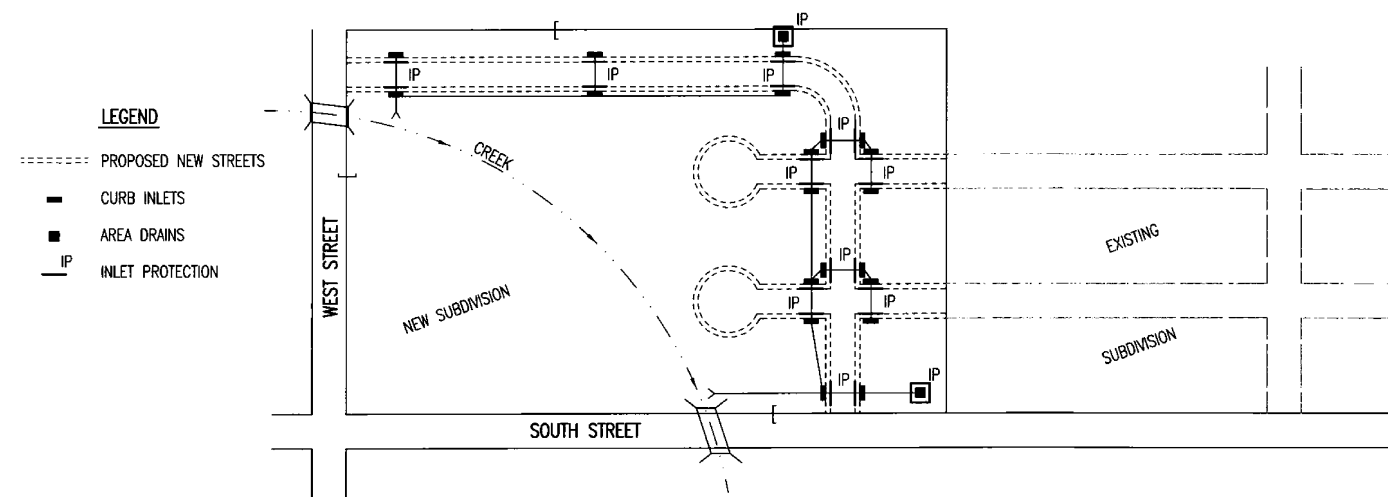 LEGEND
PROPOSED NEW STREETS
CURB INLETS
AREA DRAINS
IP INLET PROTECTION
IP
IP
IP
IP
CREEK
IP
IP
IP
WEST STREET
NEW SUBDIVISION
EXISTING
SUBDIVISION
IP
IP
IP
IP
IP
SOUTH STREET